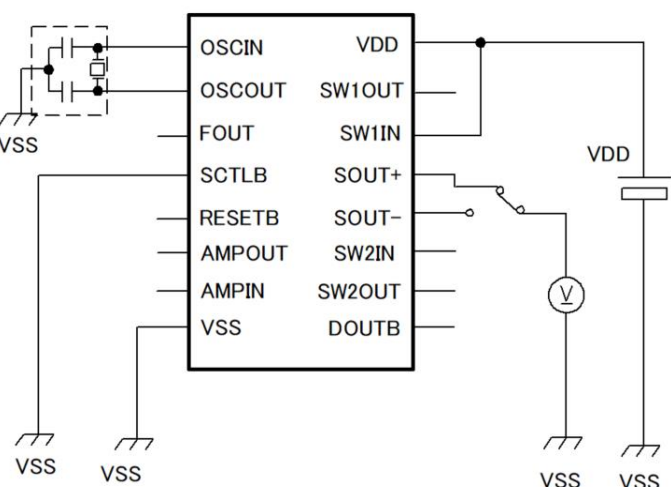 OSCIN
OSCOUT
FOUT
SCTLB
RESETB
AMPOUT
AMPIN
VSS
VDD
SW1OUT
SW1IN
SOUT+
SOUT-
SW2IN
SW2OUT
DOUTB
VSS
VDD
V
VSS
VSS
VSS
VSS